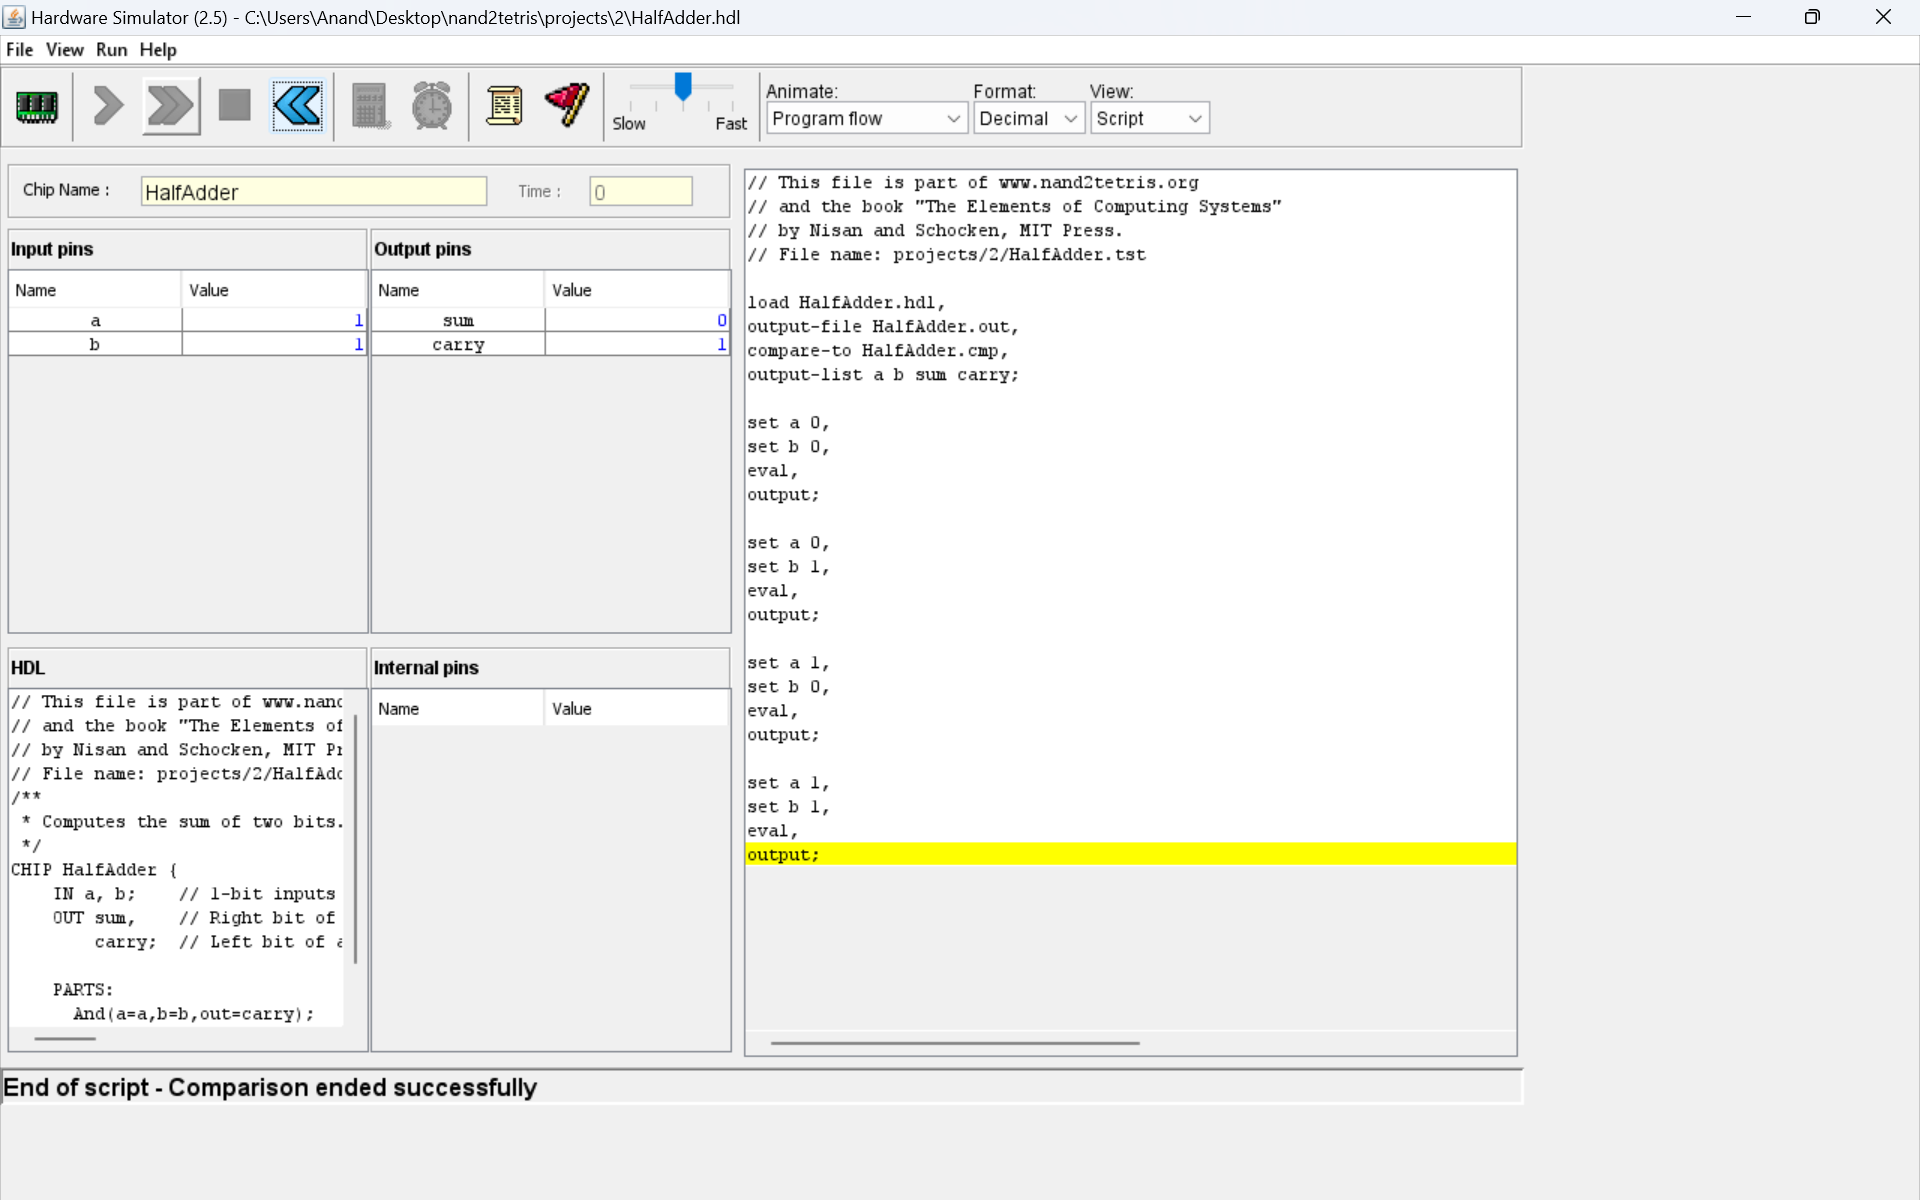 Hardware Simulator (2.5) - C:\Users\Anand\Desktop\nand2tetris\projects\2\HalfAdder.hdl
File View Run Help
Slow Fast
Animate: Format: View:
Program flow Decimal Script
Chip Name : HalfAdder Time : 0
Input pins
Name Value
a 1
b 1
Output pins
Name Value
sum 0
carry 1
HDL
// This file is part of www.nand
// and the book "The Elements of
// by Nisan and Schocken, MIT Pr
// File name: projects/2/HalfAdd
/**
* Computes the sum of two bits.
*/
CHIP HalfAdder {
IN a, b; // 1-bit inputs
OUT sum, // Right bit of
carry; // Left bit of a
PARTS:
And(a=a,b=b,out=carry);
Internal pins
Name Value
// This file is part of www.nand2tetris.org
// and the book "The Elements of Computing Systems"
// by Nisan and Schocken, MIT Press.
// File name: projects/2/HalfAdder.tst
load HalfAdder.hdl,
output-file HalfAdder.out,
compare-to HalfAdder.cmp,
output-list a b sum carry;
set a 0,
set b 0,
eval,
output;
set a 0,
set b 1,
eval,
output;
set a 1,
set b 0,
eval,
output;
set a 1,
set b 1,
eval,
output;
End of script - Comparison ended successfully